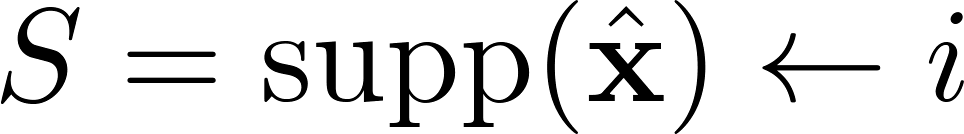 S = supp(x̂) ← i